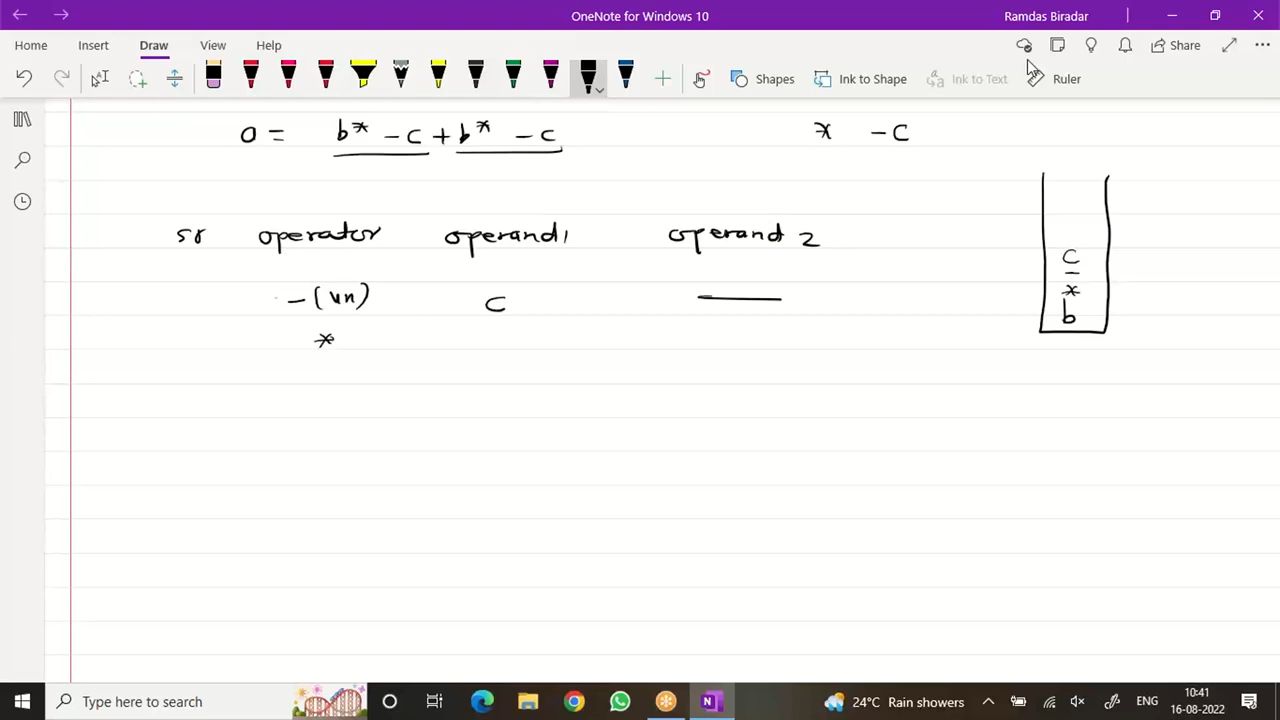 OneNote for Windows 10
Ramdas Biradar
Home Insert Draw View Help
Share
Shapes Ink to Shape Ink to Text Ruler
a = b* - c + b* - c
* - c
sr operator operand1 operand 2
- (un) c —
*
c
-
*
b
Type here to search
24°C Rain showers
ENG
10:41
16-08-2022